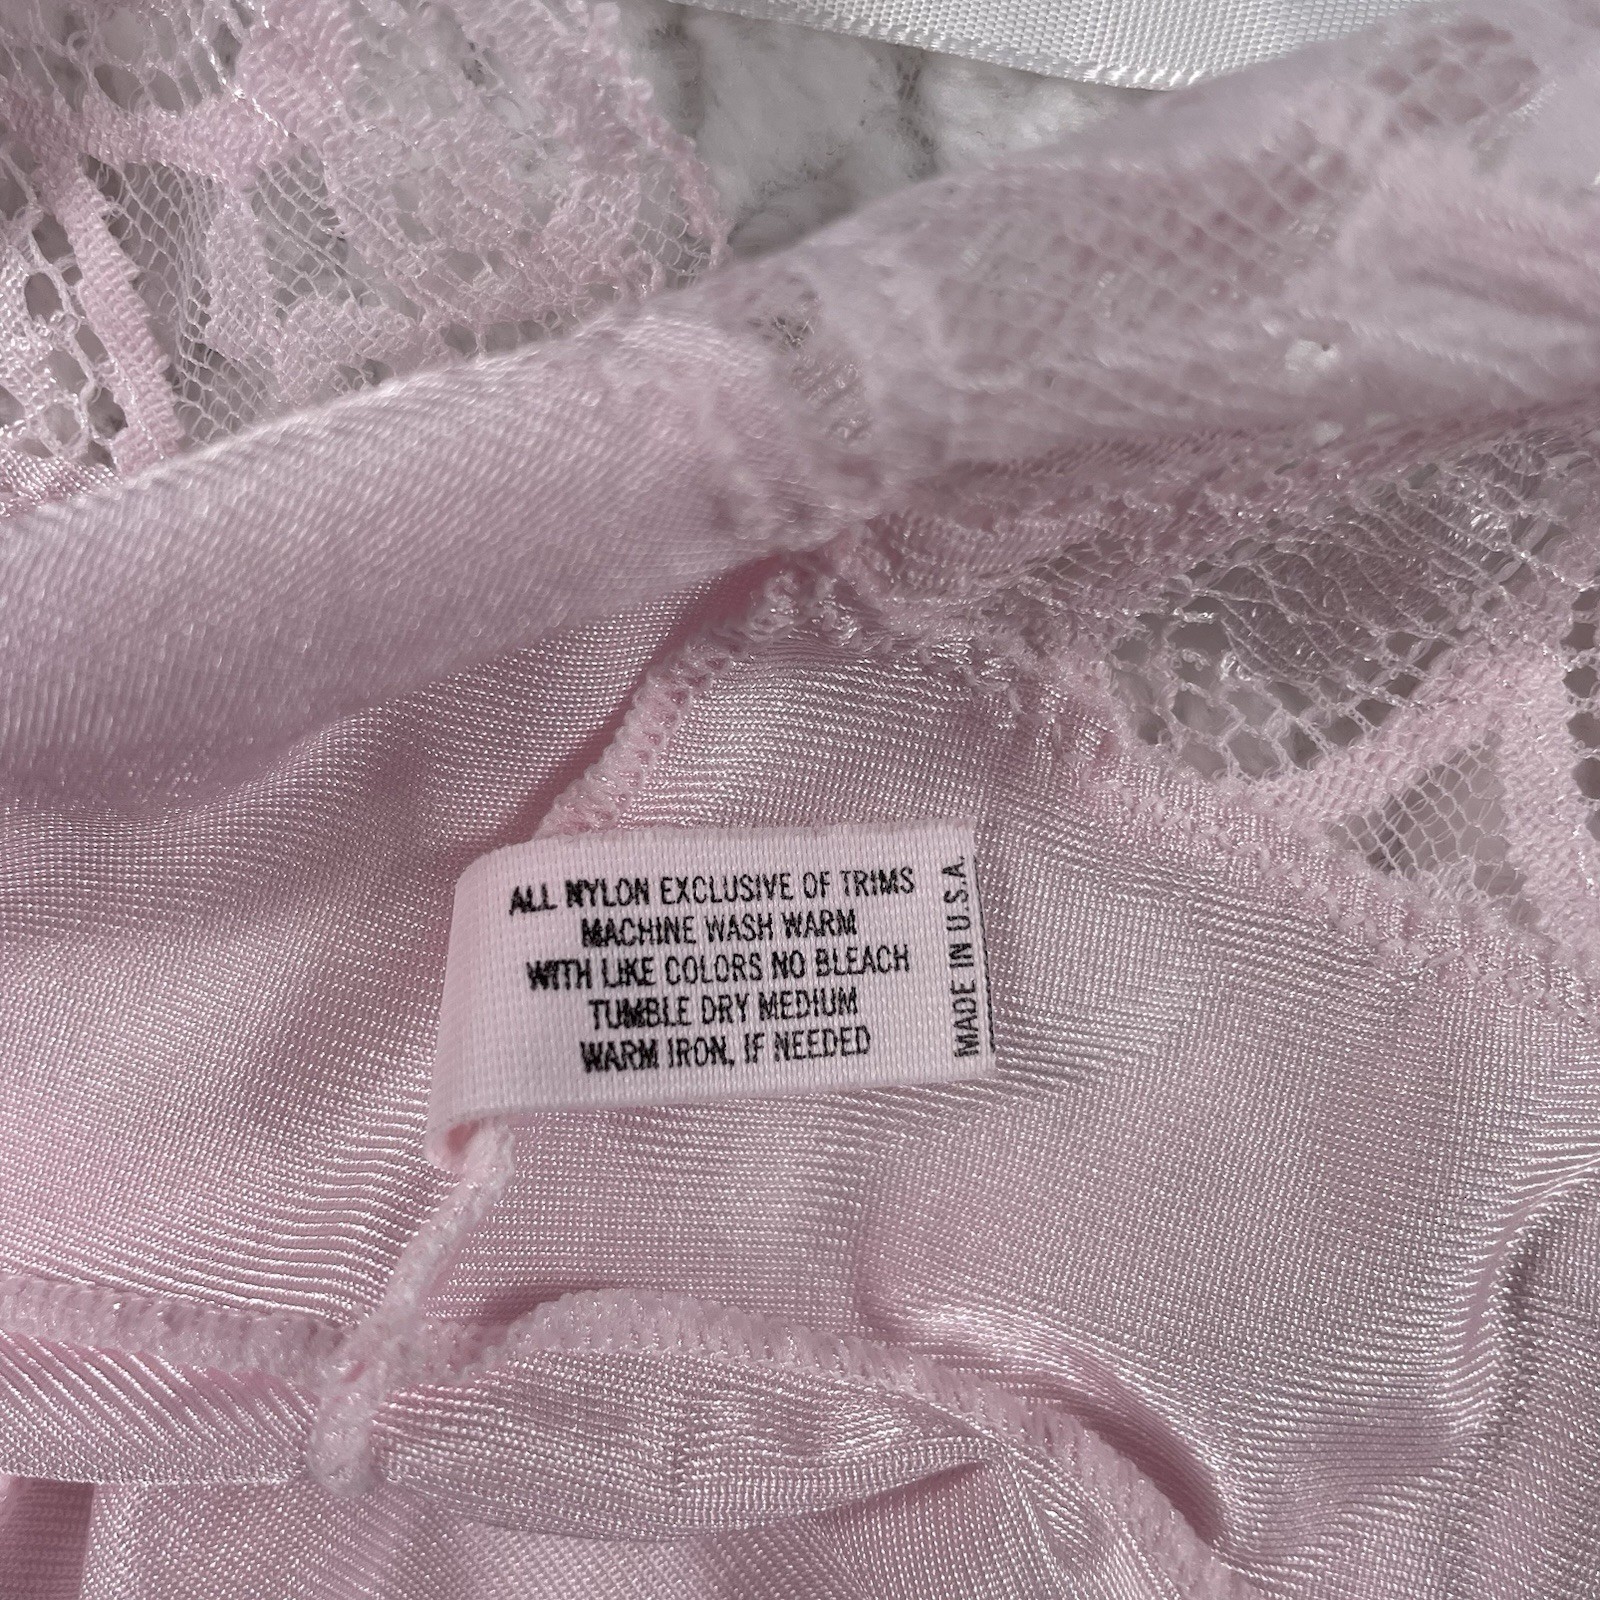 ALL NYLON EXCLUSIVE OF TRIMS
MACHINE WASH WARM
WITH LIKE COLORS NO BLEACH
TUMBLE DRY MEDIUM
WARM IRON, IF NEEDED
MADE IN U.S.A.